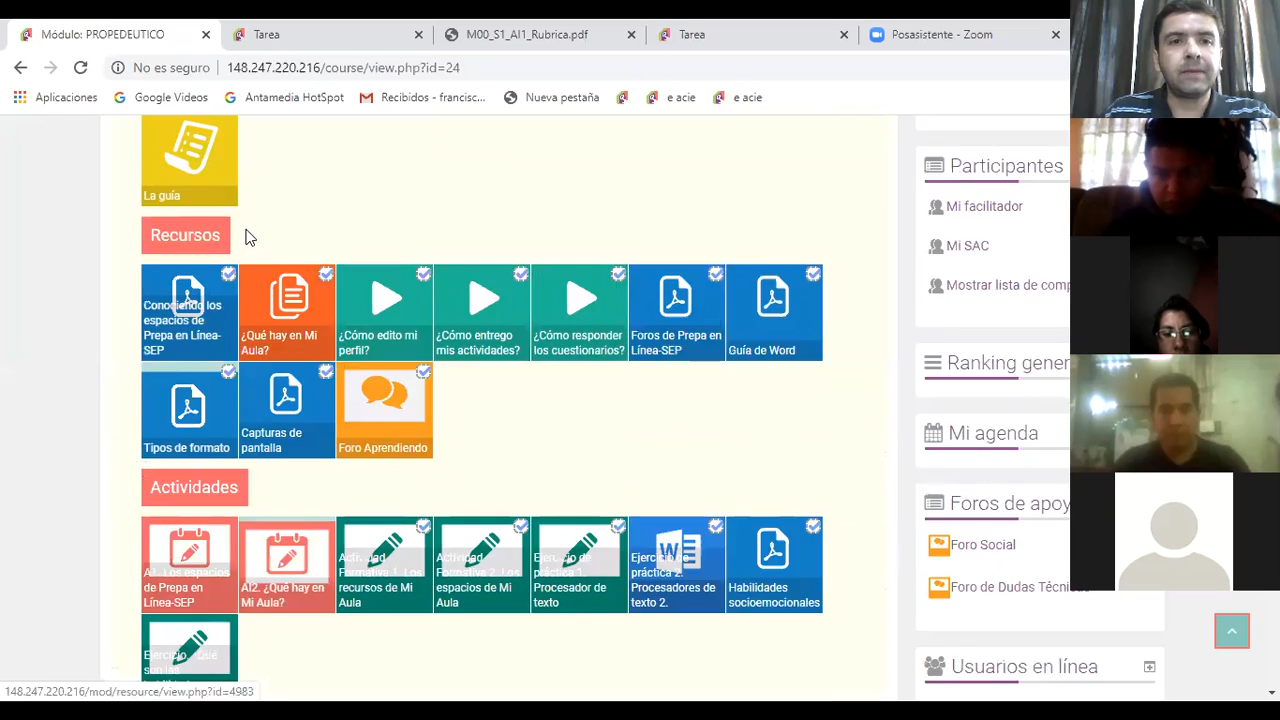 Módulo: PROPEDEUTICO
Tarea
M00_S1_AI1_Rubrica.pdf
Tarea
Posasistente - Zoom
No es seguro
148.247.220.216/course/view.php?id=24
Aplicaciones
Google Videos
Antamedia HotSpot
Recibidos - francisc...
Nueva pestaña
e acie
e acie
La guía
Recursos
Conociendo los
espacios de
Prepa en Línea-
SEP
¿Qué hay en Mi
Aula?
¿Cómo edito mi
perfil?
¿Cómo entrego
mis actividades?
¿Cómo responder
los cuestionarios?
Foros de Prepa en
Línea-SEP
Guía de Word
Tipos de formato
Capturas de
pantalla
Foro Aprendiendo
Actividades
AI1. Los espacios
de Prepa en
Línea-SEP
AI2. ¿Qué hay en
Mi Aula?
Actividad
Formativa 1. Los
recursos de Mi
Aula
Actividad
Formativa 2. Los
espacios de Mi
Aula
Ejercicio de
práctica 1.
Procesador de
texto
Ejercicio de
práctica 2.
Procesadores de
texto 2.
Habilidades
socioemocionales
Ejercicio. ¿Qué
son las
Participantes
Mi facilitador
Mi SAC
Mostrar lista de comp
Ranking gener
Mi agenda
Foros de apoy
Foro Social
Foro de Dudas Técnic
Usuarios en línea
148.247.220.216/mod/resource/view.php?id=4983